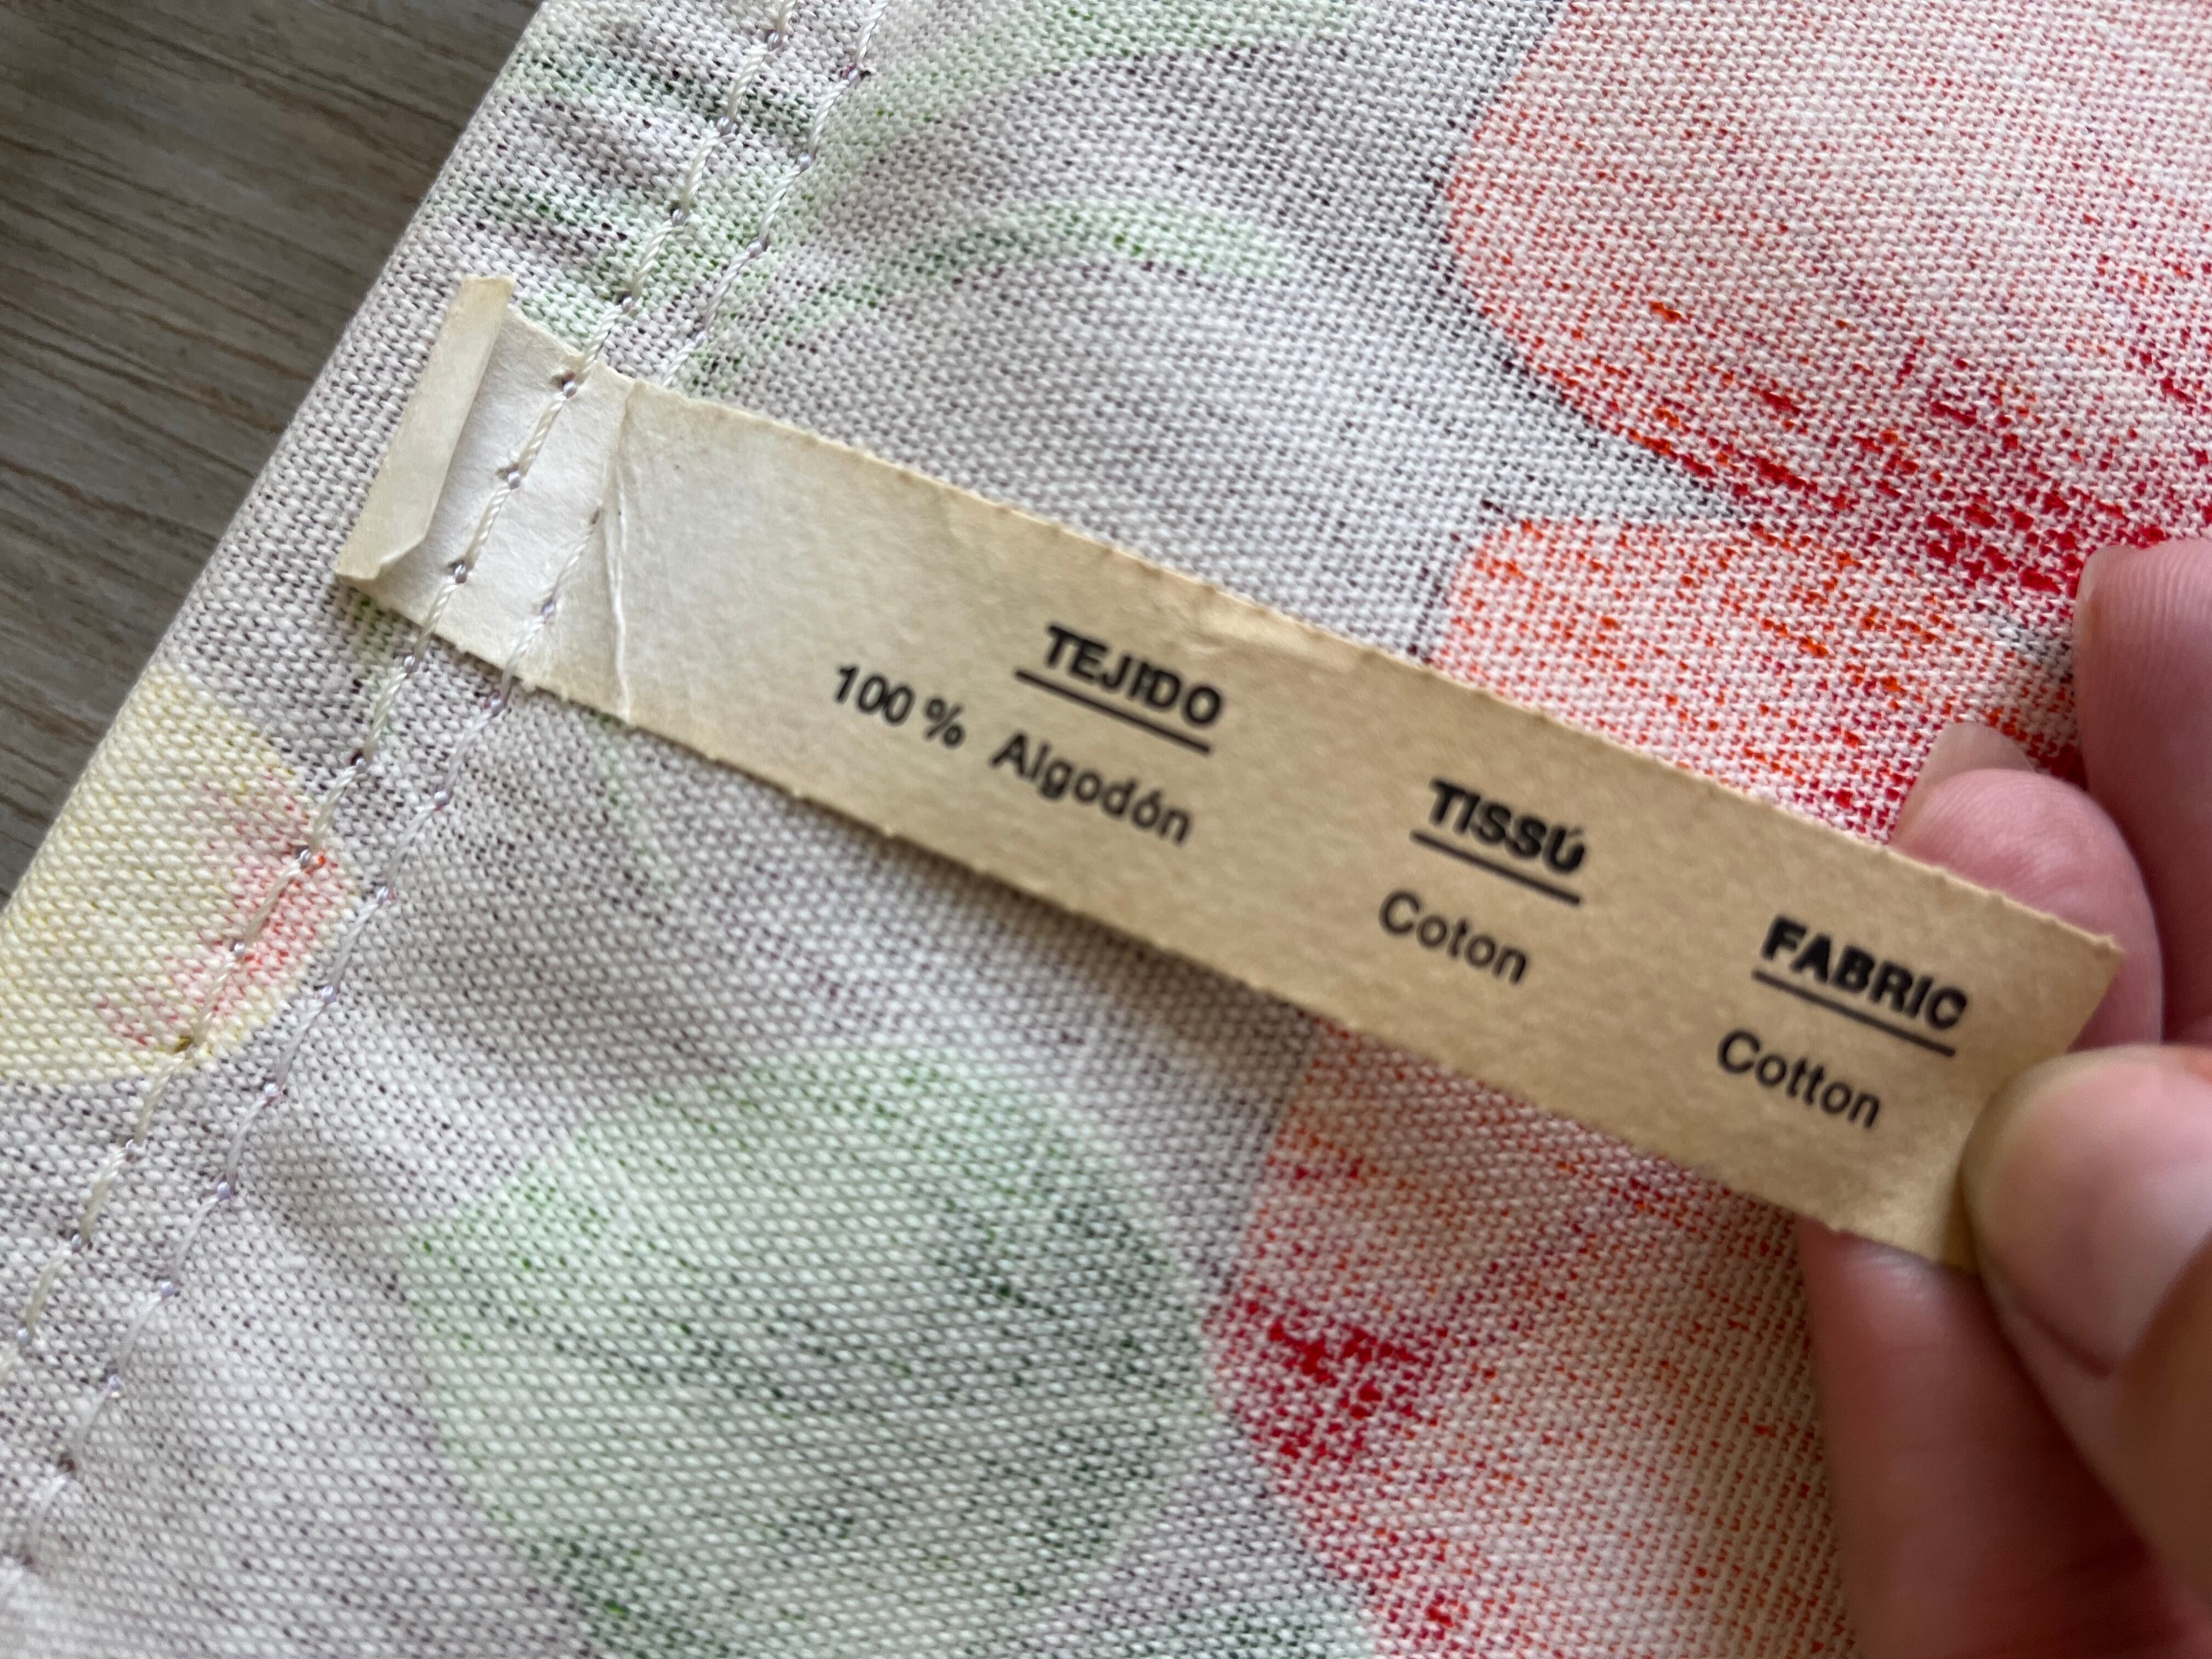 TEJIDO
100 % Algodón
TISSÚ
Coton
FABRIC
Cotton